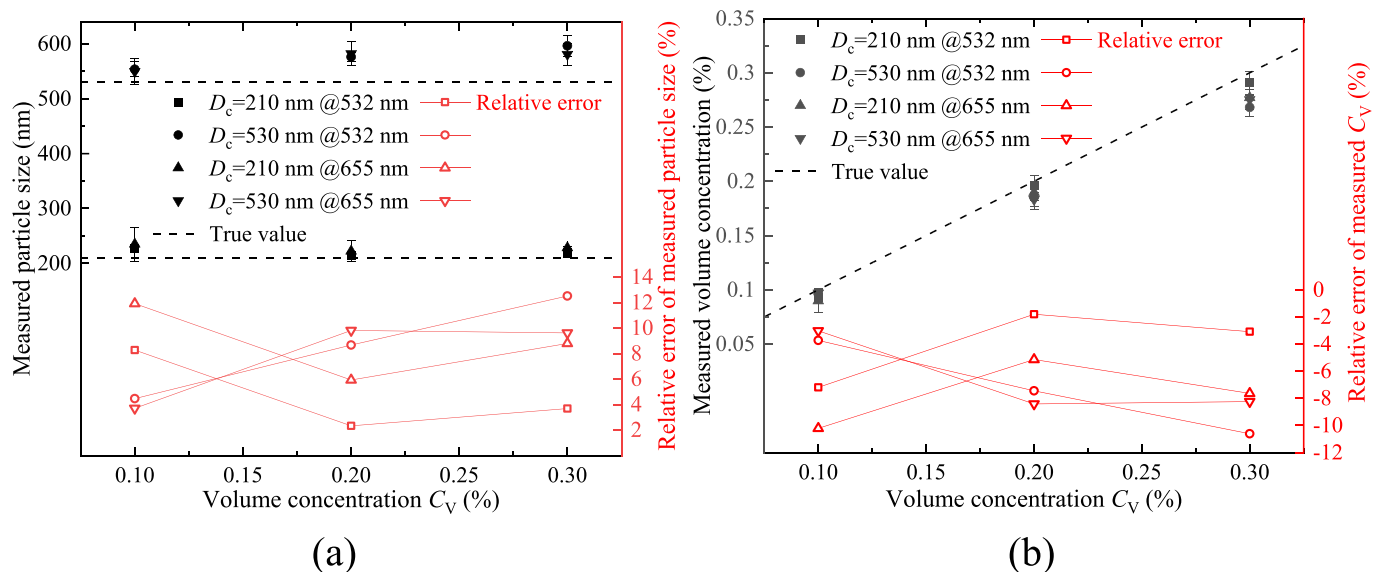 Measured particle size (nm)
600
500
400
300
200
D_c=210 nm @532 nm Relative error
D_c=530 nm @532 nm
D_c=210 nm @655 nm
D_c=530 nm @655 nm
True value
14
12
10
8
6
4
2
Relative error of measured particle size (%)
0.10 0.15 0.20 0.25 0.30
Volume concentration C_V (%)
(a)
Measured volume concentration (%)
0.35
0.3
0.25
0.2
0.15
0.1
0.05
D_c=210 nm @532 nm Relative error
D_c=530 nm @532 nm
D_c=210 nm @655 nm
D_c=530 nm @655 nm
True value
0
-2
-4
-6
-8
-10
-12
Relative error of measured C_V (%)
0.10 0.15 0.20 0.25 0.30
Volume concentration C_V (%)
(b)